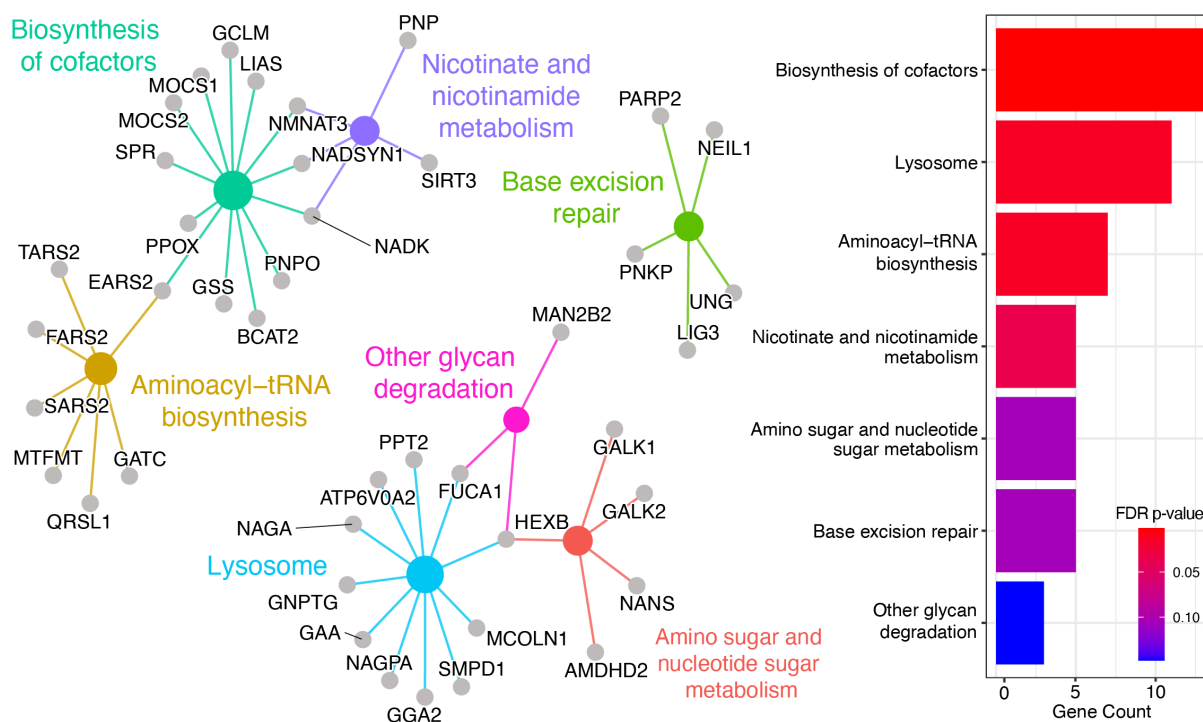 Biosynthesis
of cofactors
GCLM
LIAS
MOCS1
MOCS2
SPR
PNP
Nicotinate and
nicotinamide
metabolism
NMNAT3
NADSYN1
SIRT3
NADK
PPOX
PNPO
GSS
BCAT2
EARS2
TARS2
FARS2
SARS2
Aminoacyl–tRNA
biosynthesis
MTFMT
GATC
QRSL1
PARP2
NEIL1
Base excision
repair
PNKP
UNG
LIG3
MAN2B2
Other glycan
degradation
PPT2
ATP6V0A2
FUCA1
NAGA
HEXB
GALK1
GALK2
Lysosome
GNPTG
GAA
NAGPA
GGA2
SMPD1
MCOLN1
NANS
AMDHD2
Amino sugar and
nucleotide sugar
metabolism
Biosynthesis of cofactors
Lysosome
Aminoacyl–tRNA
biosynthesis
Nicotinate and nicotinamide
metabolism
Amino sugar and nucleotide
sugar metabolism
Base excision repair
Other glycan
degradation
FDR p-value
0.05
0.10
0 5 10
Gene Count